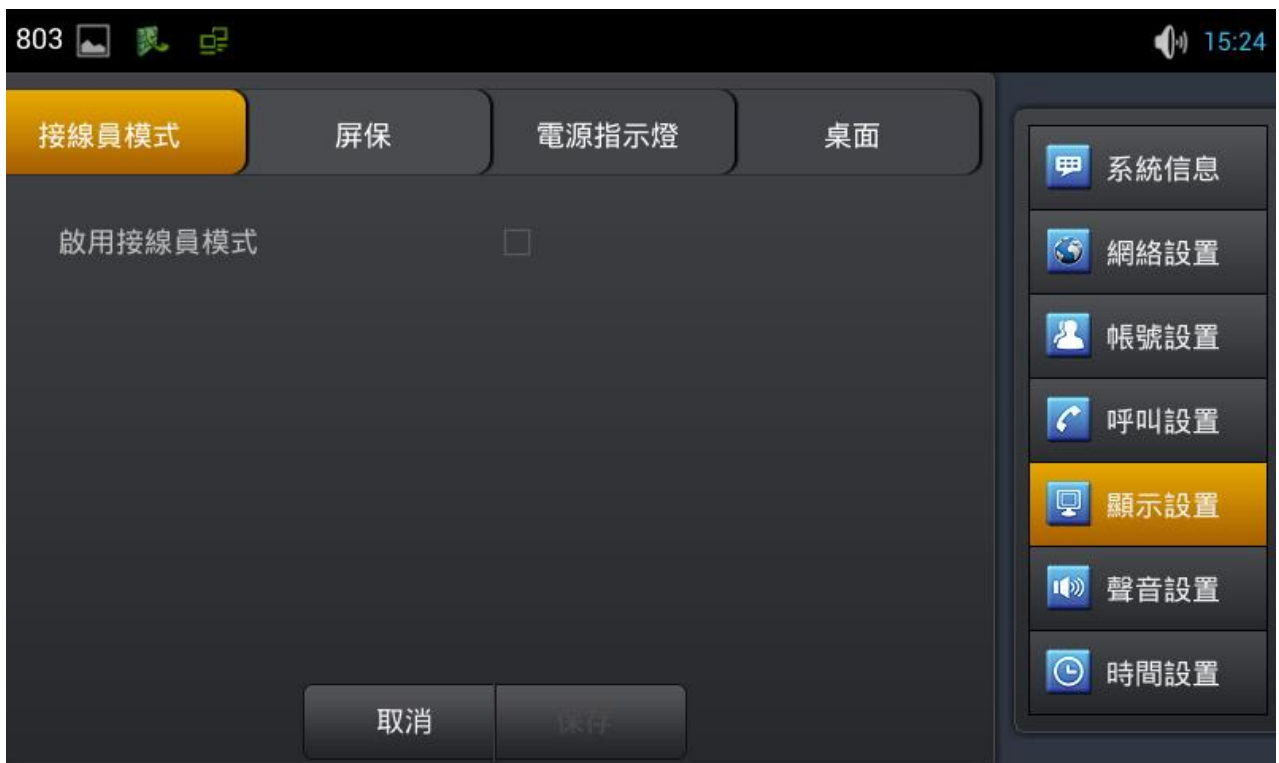 803
15:24
接線員模式
屏保
電源指示燈
桌面
啟用接線員模式
取消
保存
系統信息
網絡設置
帳號設置
呼叫設置
顯示設置
聲音設置
時間設置